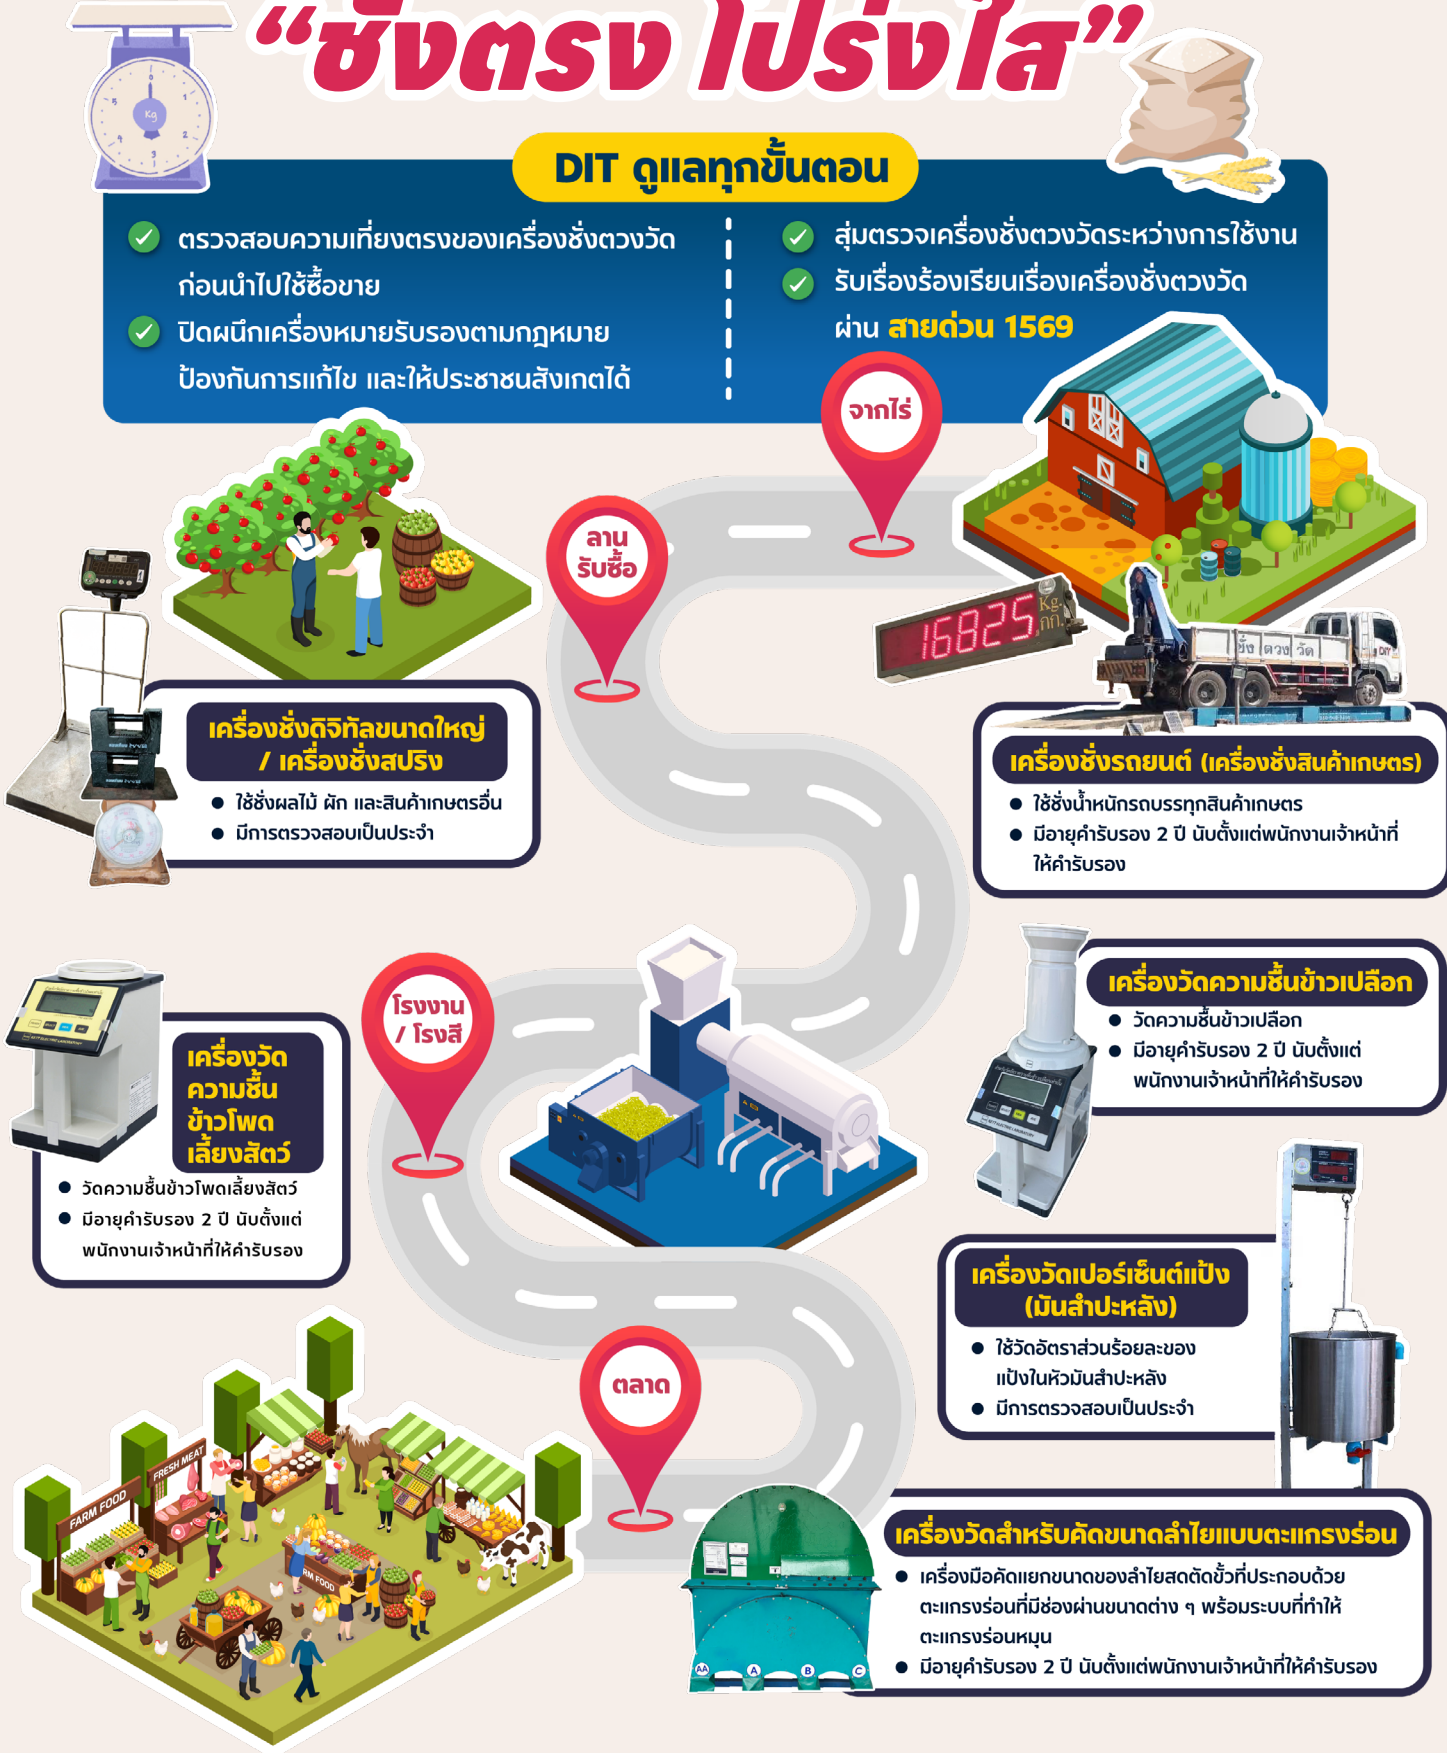 “ชั่งตรง โปร่งใส”
DIT ดูแลทุกขั้นตอน
ตรวจสอบความเที่ยงตรงของเครื่องชั่งตวงวัด
ก่อนนำไปใช้ซื้อขาย
ปิดผนึกเครื่องหมายรับรองตามกฎหมาย
ป้องกันการแก้ไข และให้ประชาชนสังเกตได้
สุ่มตรวจเครื่องชั่งตวงวัดระหว่างการใช้งาน
รับเรื่องร้องเรียนเรื่องเครื่องชั่งตวงวัด
ผ่าน สายด่วน 1569
จากไร่
ลาน
รับซื้อ
16825
Kg.
กก.
ชั่ง ตวง วัด
เครื่องชั่งดิจิทัลขนาดใหญ่
/ เครื่องชั่งสปริง
● ใช้ชั่งผลไม้ ผัก และสินค้าเกษตรอื่น
● มีการตรวจสอบเป็นประจำ
เครื่องชั่งรถยนต์ (เครื่องชั่งสินค้าเกษตร)
● ใช้ชั่งน้ำหนักรถบรรทุกสินค้าเกษตร
● มีอายุคำรับรอง 2 ปี นับตั้งแต่พนักงานเจ้าหน้าที่
ให้คำรับรอง
โรงงาน
/ โรงสี
เครื่องวัดความชื้นข้าวเปลือก
● วัดความชื้นข้าวเปลือก
● มีอายุคำรับรอง 2 ปี นับตั้งแต่
พนักงานเจ้าหน้าที่ให้คำรับรอง
เครื่องวัด
ความชื้น
ข้าวโพด
เลี้ยงสัตว์
● วัดความชื้นข้าวโพดเลี้ยงสัตว์
● มีอายุคำรับรอง 2 ปี นับตั้งแต่
พนักงานเจ้าหน้าที่ให้คำรับรอง
เครื่องวัดเปอร์เซ็นต์แป้ง
(มันสำปะหลัง)
● ใช้วัดอัตราส่วนร้อยละของ
แป้งในหัวมันสำปะหลัง
● มีการตรวจสอบเป็นประจำ
ตลาด
FRESH MEAT
FARM FOOD
RM FOOD
เครื่องวัดสำหรับคัดขนาดลำไยแบบตะแกรงร่อน
● เครื่องมือคัดแยกขนาดของลำไยสดตัดขั้วที่ประกอบด้วย
ตะแกรงร่อนที่มีช่องผ่านขนาดต่าง ๆ พร้อมระบบที่ทำให้
ตะแกรงร่อนหมุน
● มีอายุคำรับรอง 2 ปี นับตั้งแต่พนักงานเจ้าหน้าที่ให้คำรับรอง
AA A B C